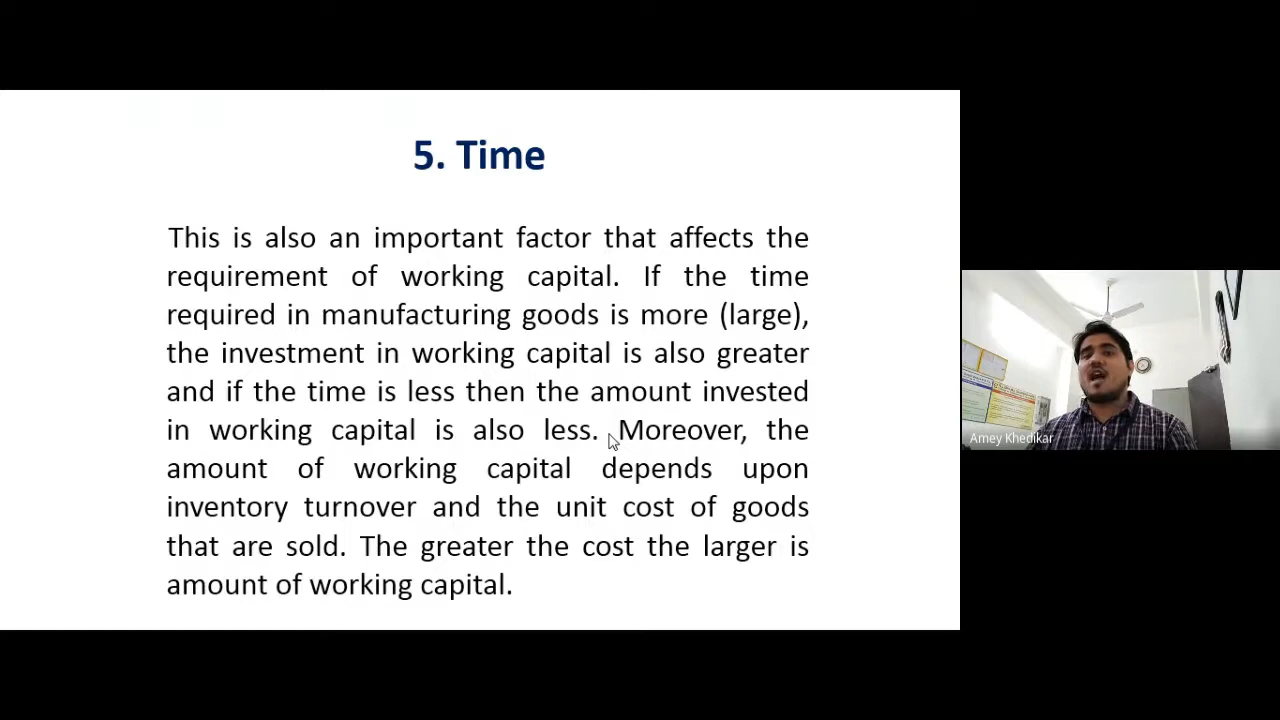 5. Time
This is also an important factor that affects the
requirement of working capital. If the time
required in manufacturing goods is more (large),
the investment in working capital is also greater
and if the time is less then the amount invested
in working capital is also less. Moreover, the
amount of working capital depends upon
inventory turnover and the unit cost of goods
that are sold. The greater the cost the larger is
amount of working capital.
Amey Khedikar